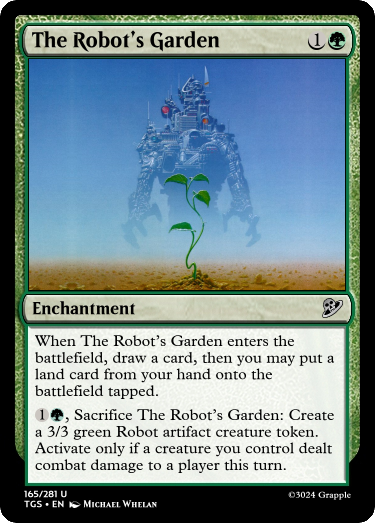 The Robot's Garden 1
Enchantment
When The Robot's Garden enters the
battlefield, draw a card, then you may put a
land card from your hand onto the
battlefield tapped.
1, Sacrifice The Robot's Garden: Create
a 3/3 green Robot artifact creature token.
Activate only if a creature you control dealt
combat damage to a player this turn.
165/281 U
TGS • EN Michael Whelan ©3024 Grapple